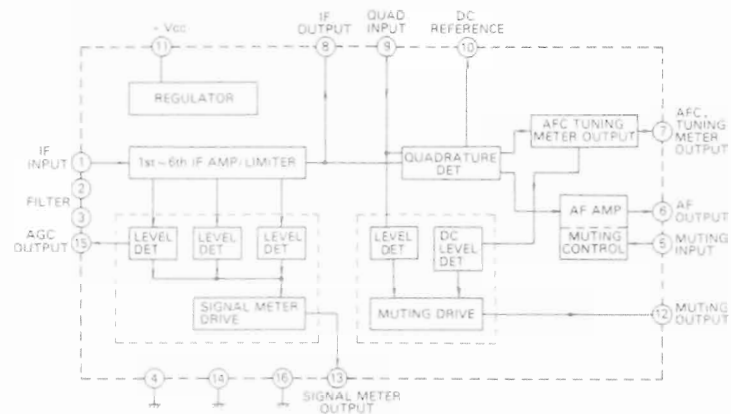 + Vcc
IF
OUTPUT
QUAD
INPUT
DC
REFERENCE
11
8
9
10
REGULATOR
AFC TUNING
METER OUTPUT
7
AFC,
TUNING
METER
OUTPUT
IF
INPUT
1
1st~6th IF AMP/LIMITER
QUADRATURE
DET
2
FILTER
3
AF AMP
6
AF
OUTPUT
MUTING
CONTROL
5
MUTING
INPUT
AGC
OUTPUT
15
LEVEL
DET
LEVEL
DET
LEVEL
DET
LEVEL
DET
DC
LEVEL
DET
SIGNAL METER
DRIVE
MUTING DRIVE
12
MUTING
OUTPUT
4
14
16
13
SIGNAL METER
OUTPUT